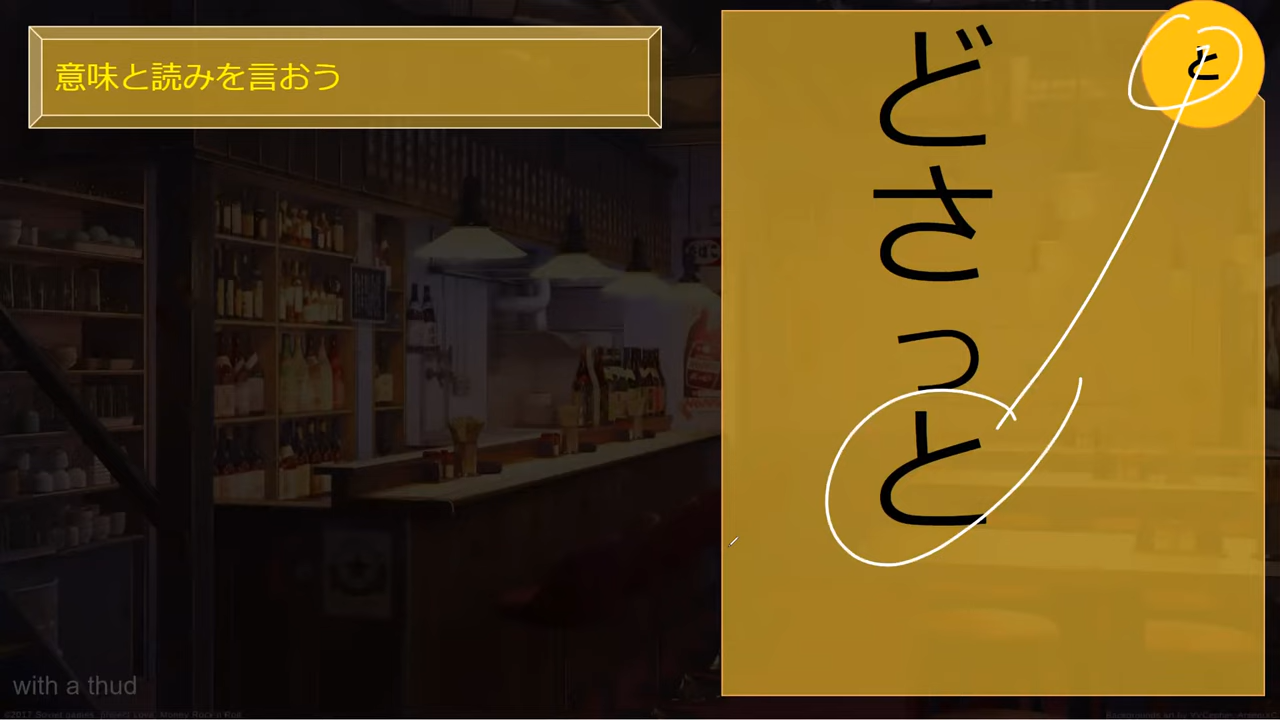 意味と読みを言おう
と
どさっと
with a thud